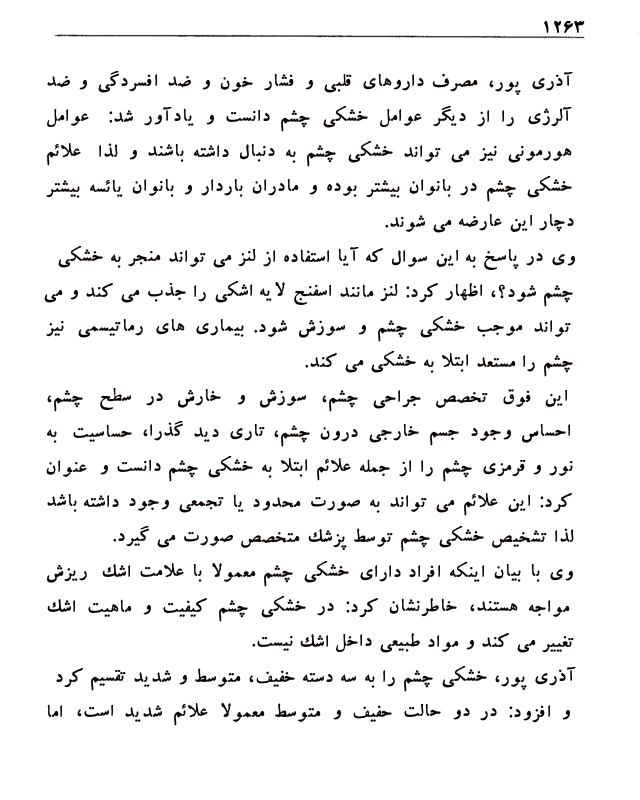 ۱۲۶۳
آذری پور، مصرف داروهای قلبی و فشار خون و ضد افسردگی و ضد
آلرژی را از دیگر عوامل خشکی چشم دانست و یادآور شد: عوامل
هورمونی نیز می تواند خشکی چشم به دنبال داشته باشند و لذا علائم
خشکی چشم در بانوان بیشتر بوده و مادران باردار و بانوان یائسه بیشتر
دچار این عارضه می شوند.
وی در پاسخ به این سوال که آیا استفاده از لنز می تواند منجر به خشکی
چشم شود؟، اظهار کرد: لنز مانند اسفنج لایه اشکی را جذب می کند و می
تواند موجب خشکی چشم و سوزش شود. بیماری های رماتیسمی نیز
چشم را مستعد ابتلا به خشکی می کند.
این فوق تخصص جراحی چشم، سوزش و خارش در سطح چشم،
احساس وجود جسم خارجی درون چشم، تاری دید گذرا، حساسیت به
نور و قرمزی چشم را از جمله علائم ابتلا به خشکی چشم دانست و عنوان
کرد: این علائم می تواند به صورت محدود یا تجمعی وجود داشته باشد
لذا تشخیص خشکی چشم توسط پزشك متخصص صورت می گیرد.
وی با بیان اینکه افراد دارای خشکی چشم معمولا با علامت اشك ریزش
مواجه هستند، خاطرنشان کرد: در خشکی چشم کیفیت و ماهیت اشك
تغییر می کند و مواد طبیعی داخل اشك نیست.
آذری پور، خشکی چشم را به سه دسته خفیف، متوسط و شدید تقسیم کرد
و افزود: در دو حالت حفیف و متوسط معمولا علائم شدید است، اما